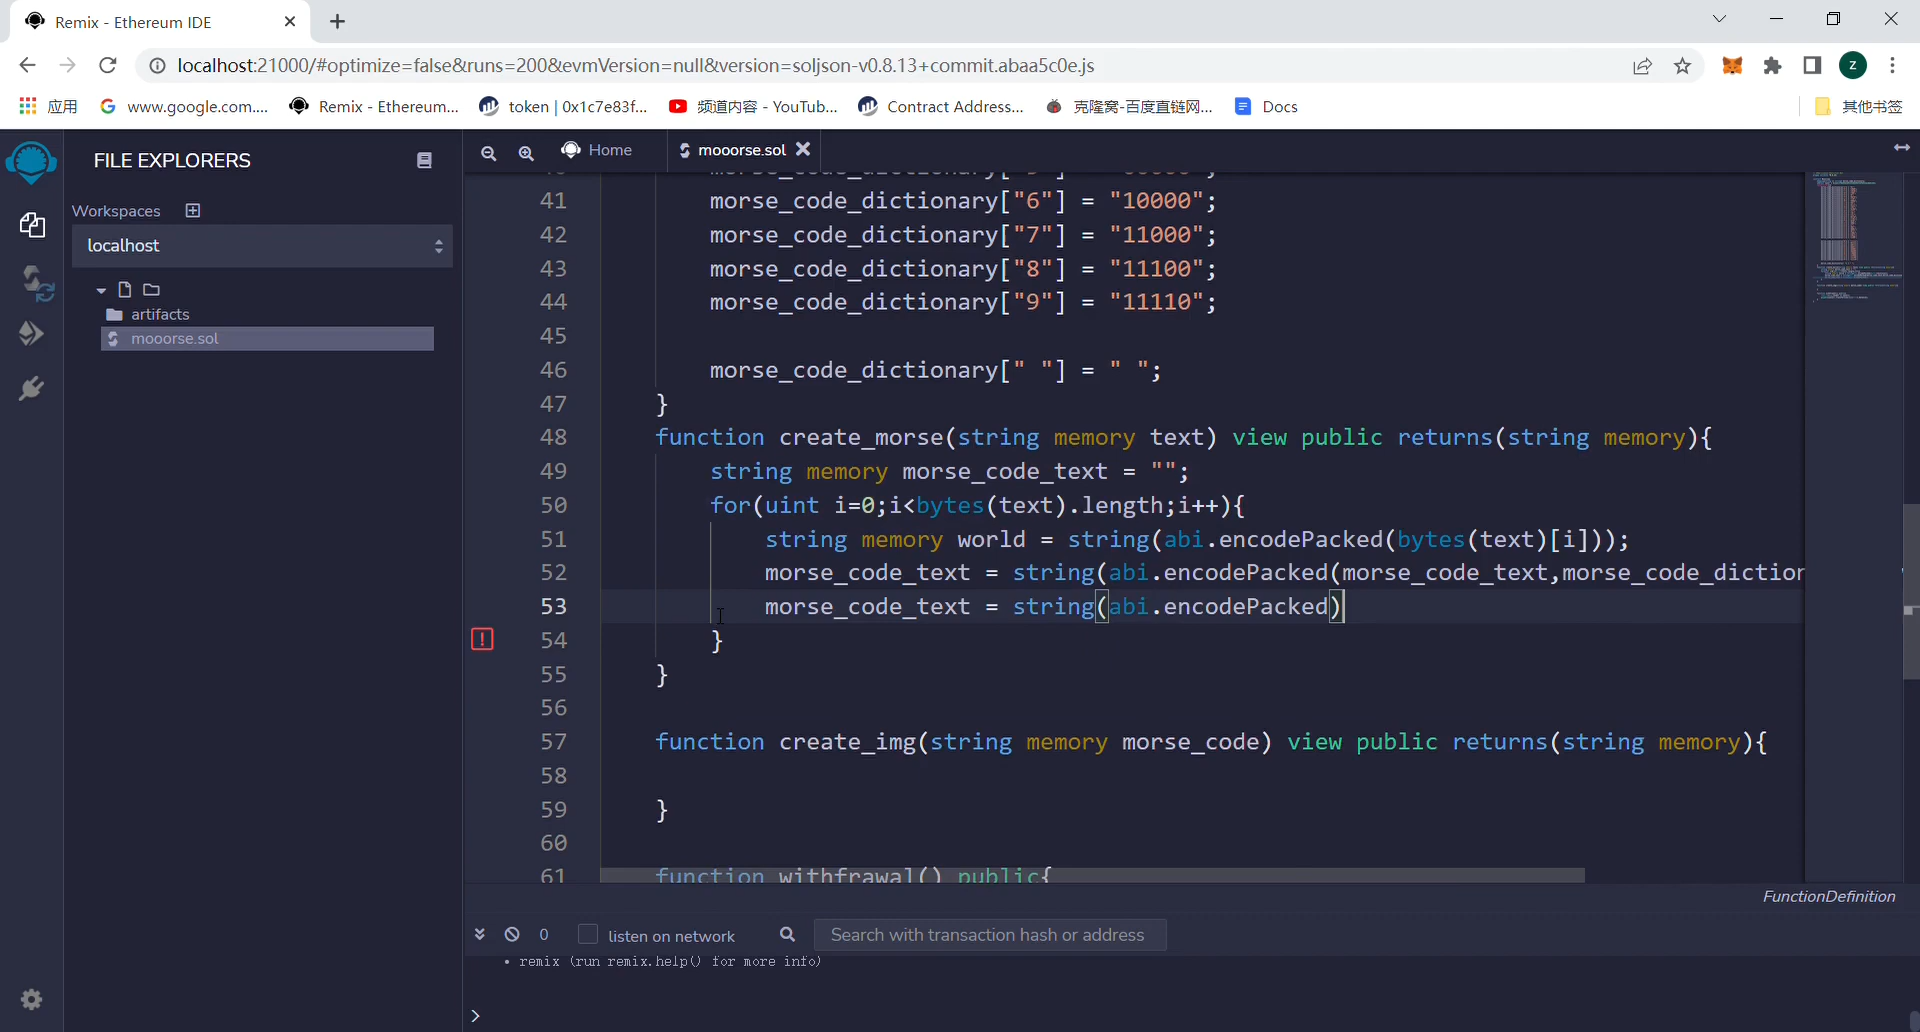 Remix - Ethereum IDE
localhost:21000/#optimize=false&runs=200&evmVersion=null&version=soljson-v0.8.13+commit.abaa5c0e.js
Z
应用 www.google.com.... Remix - Ethereum... token | 0x1c7e83f... 频道内容 - YouTub... Contract Address... 克隆窝-百度直链网... Docs 其他书签
FILE EXPLORERS
Home
mooorse.sol
Workspaces
localhost
artifacts
mooorse.sol
41 morse_code_dictionary["6"] = "10000";
42 morse_code_dictionary["7"] = "11000";
43 morse_code_dictionary["8"] = "11100";
44 morse_code_dictionary["9"] = "11110";
45
46 morse_code_dictionary[" "] = " ";
47 }
48 function create_morse(string memory text) view public returns(string memory){
49 string memory morse_code_text = "";
50 for(uint i=0;i<bytes(text).length;i++){
51 string memory world = string(abi.encodePacked(bytes(text)[i]));
52 morse_code_text = string(abi.encodePacked(morse_code_text,morse_code_diction
53 morse_code_text = string(abi.encodePacked)
54 }
55 }
56
57 function create_img(string memory morse_code) view public returns(string memory){
58
59 }
60
61 function withfrawal() public{
FunctionDefinition
0 listen on network Search with transaction hash or address
• remix (run remix.help() for more info)
>